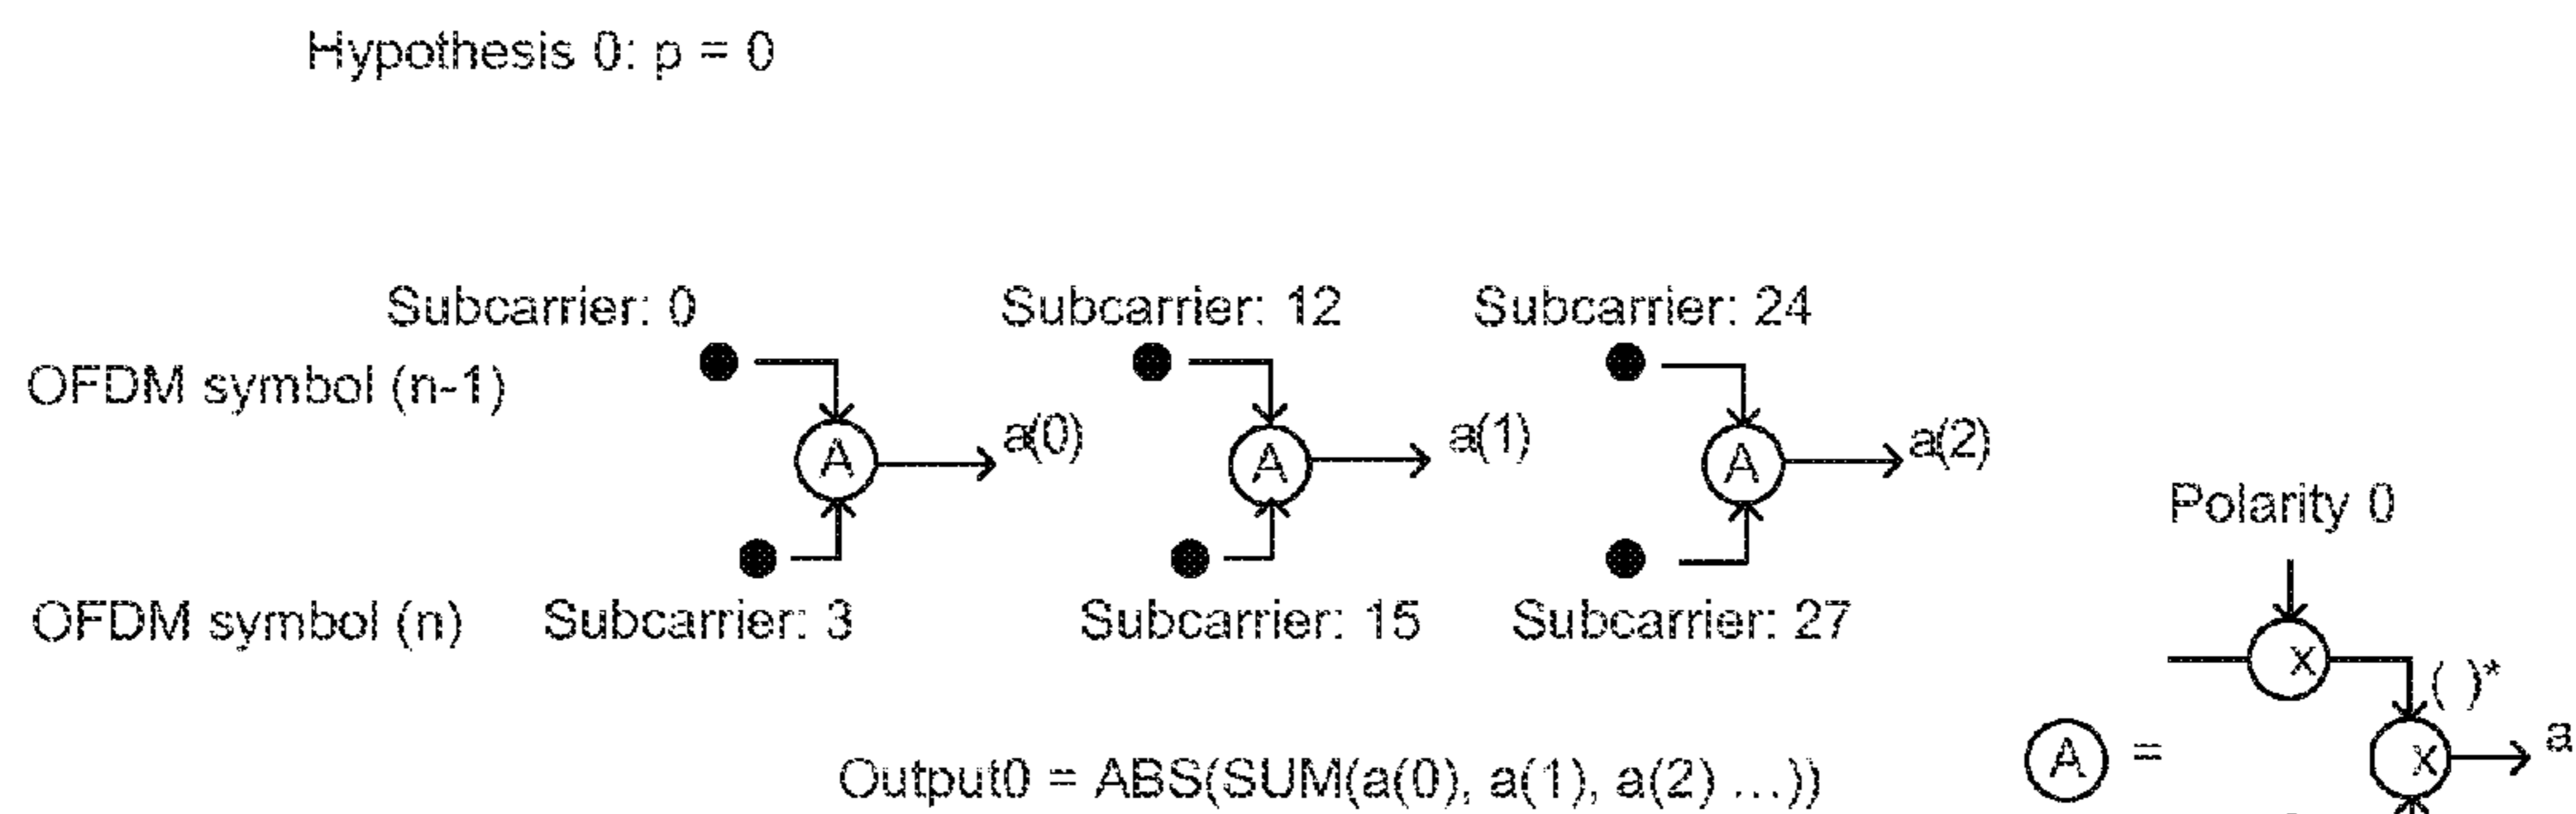 Hypothesis 0: p = 0
Subcarrier: 0 Subcarrier: 12 Subcarrier: 24
OFDM symbol (n-1)
A a(0) A a(1) A a(2)
Polarity 0
OFDM symbol (n) Subcarrier: 3 Subcarrier: 15 Subcarrier: 27
x
( )*
A = x a
Output0 = ABS(SUM(a(0), a(1), a(2) ...))